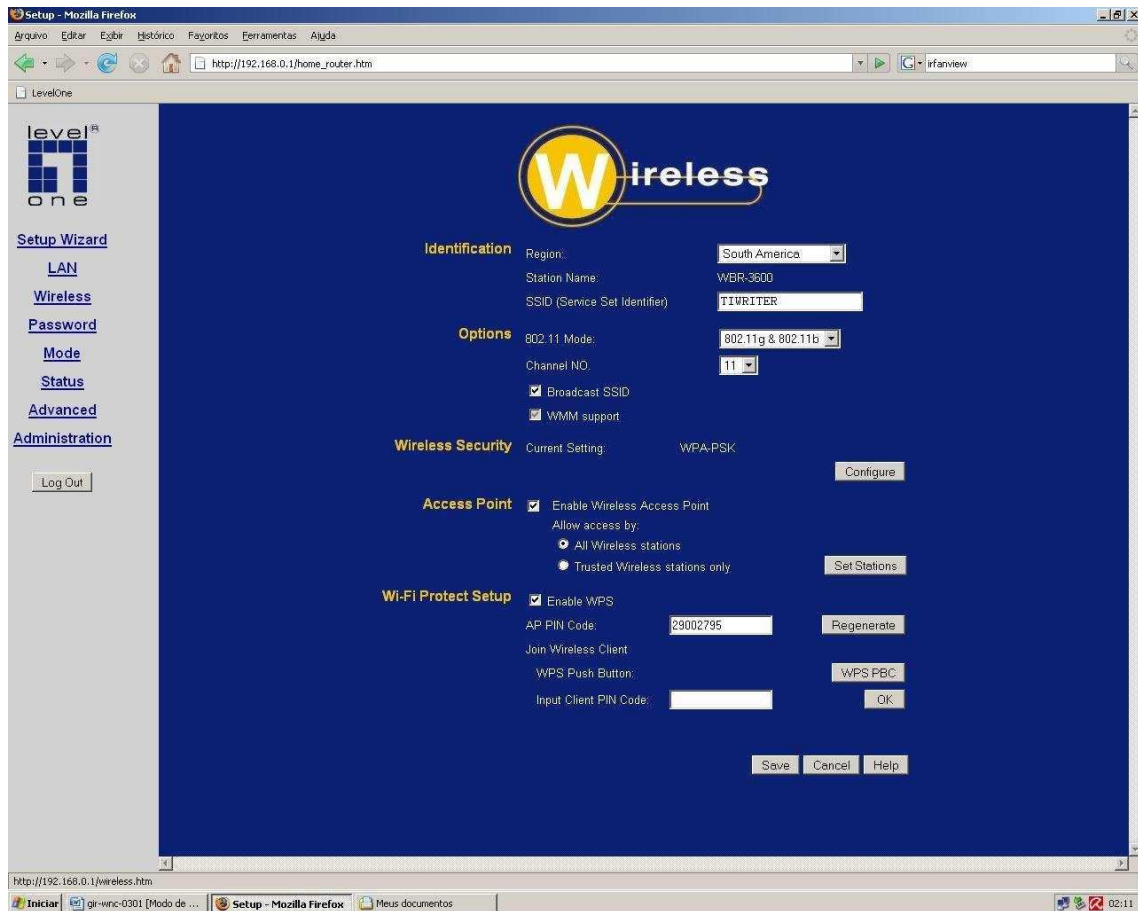 Setup - Mozilla Firefox
Arquivo Editar Exibir Histórico Favoritos Ferramentas Ajuda
http://192.168.0.1/home_router.htm
G irfanview
LevelOne
level®
one
Setup Wizard
LAN
Wireless
Password
Mode
Status
Advanced
Administration
Log Out
Wireless
Identification
Region: South America
Station Name: WBR-3600
SSID (Service Set Identifier) TIWRITER
Options
802.11 Mode: 802.11g & 802.11b
Channel NO. 11
Broadcast SSID
WMM support
Wireless Security
Current Setting: WPA-PSK
Configure
Access Point
Enable Wireless Access Point
Allow access by:
All Wireless stations
Trusted Wireless stations only
Set Stations
Wi-Fi Protect Setup
Enable WPS
AP PIN Code: 29002795 Regenerate
Join Wireless Client
WPS Push Button: WPS PBC
Input Client PIN Code: OK
Save Cancel Help
http://192.168.0.1/wireless.htm
Iniciar gir-wnc-0301 [Modo de ... Setup - Mozilla Firefox Meus documentos 02:11